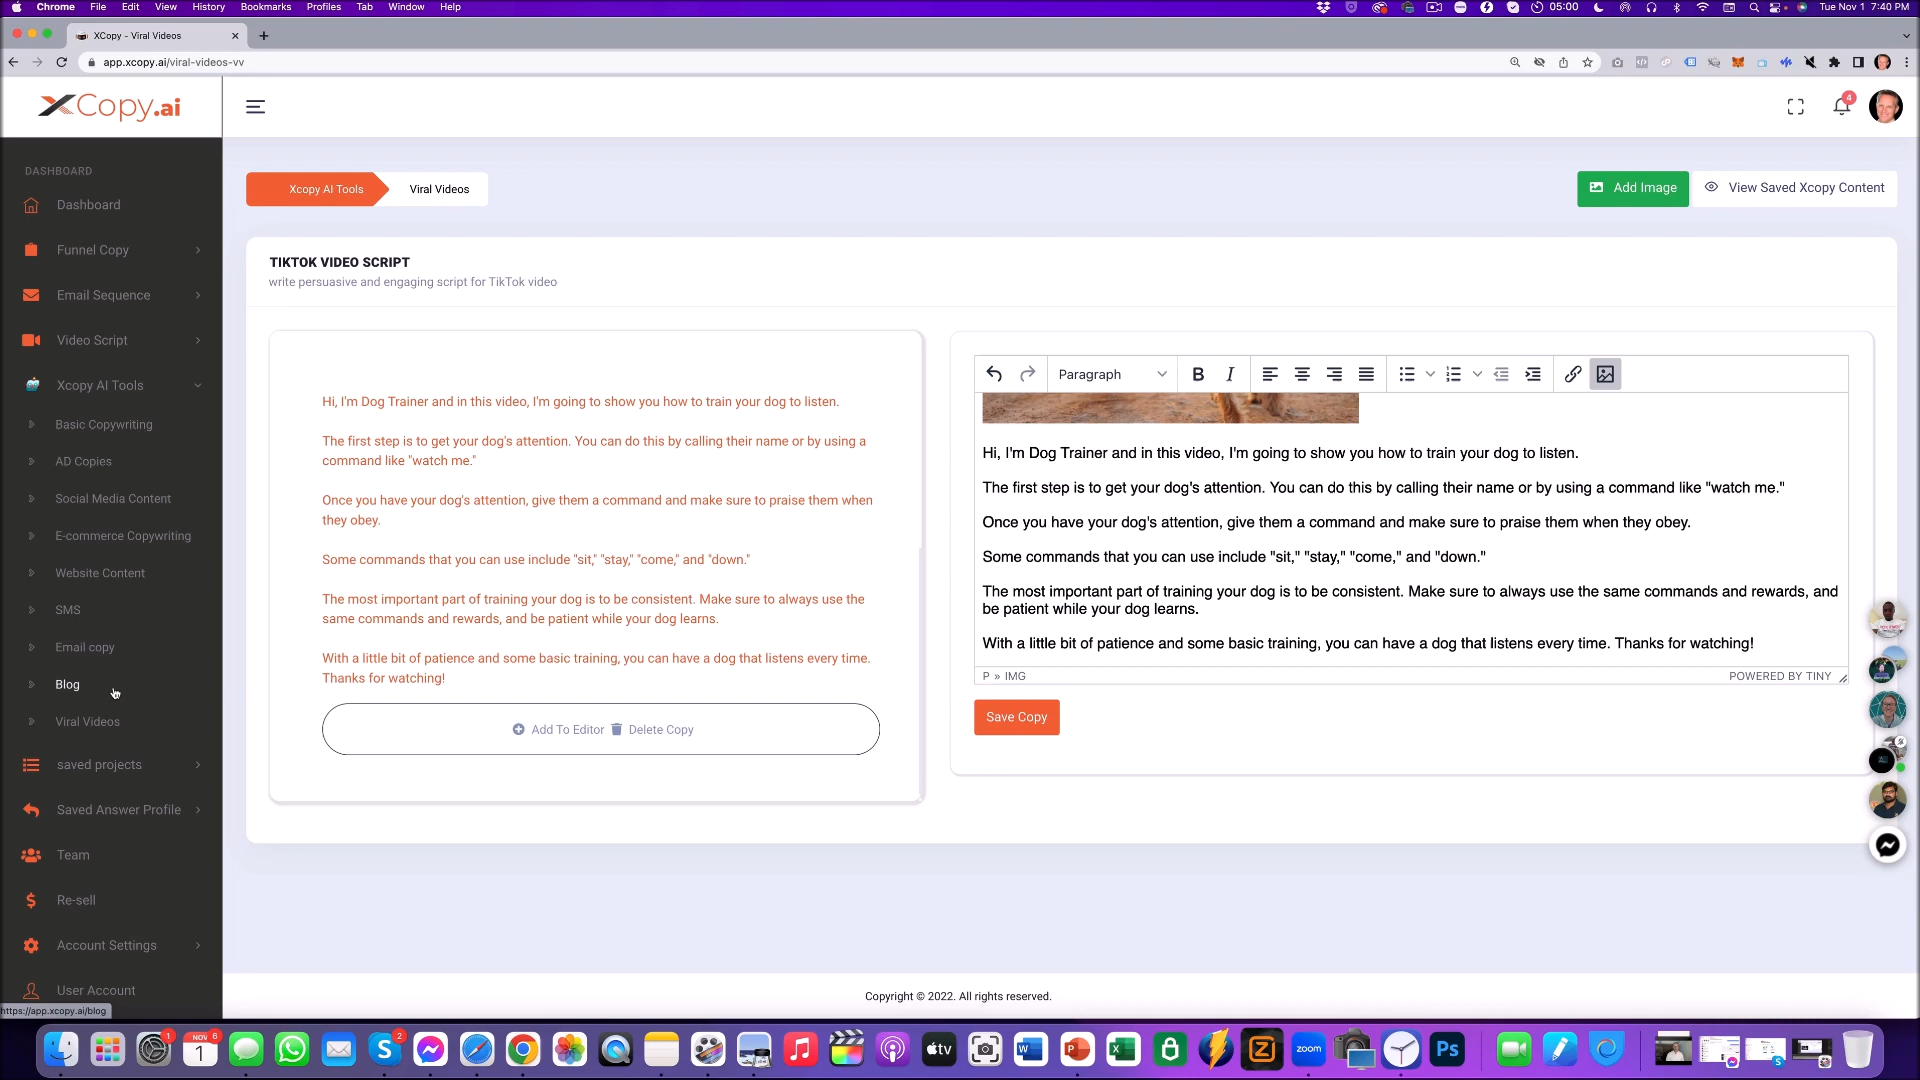 Chrome File Edit View History Bookmarks Profiles Tab Window Help
05:00
Tue Nov 1 7:40 PM
XCopy - Viral Videos
app.xcopy.ai/viral-videos-vv
XCopy.ai
4
DASHBOARD
Dashboard
Funnel Copy
Email Sequence
Video Script
Xcopy AI Tools
Basic Copywriting
AD Copies
Social Media Content
E-commerce Copywriting
Website Content
SMS
Email copy
Blog
Viral Videos
saved projects
Saved Answer Profile
Team
Re-sell
Account Settings
User Account
https://app.xcopy.ai/blog
Xcopy AI Tools
Viral Videos
Add Image
View Saved Xcopy Content
TIKTOK VIDEO SCRIPT
write persuasive and engaging script for TikTok video
Hi, I'm Dog Trainer and in this video, I'm going to show you how to train your dog to listen.
The first step is to get your dog's attention. You can do this by calling their name or by using a
command like "watch me."
Once you have your dog's attention, give them a command and make sure to praise them when
they obey.
Some commands that you can use include "sit," "stay," "come," and "down."
The most important part of training your dog is to be consistent. Make sure to always use the
same commands and rewards, and be patient while your dog learns.
With a little bit of patience and some basic training, you can have a dog that listens every time.
Thanks for watching!
Add To Editor
Delete Copy
Paragraph
B
I
Hi, I'm Dog Trainer and in this video, I'm going to show you how to train your dog to listen.
The first step is to get your dog's attention. You can do this by calling their name or by using a command like "watch me."
Once you have your dog's attention, give them a command and make sure to praise them when they obey.
Some commands that you can use include "sit," "stay," "come," and "down."
The most important part of training your dog is to be consistent. Make sure to always use the same commands and rewards, and
be patient while your dog learns.
With a little bit of patience and some basic training, you can have a dog that listens every time. Thanks for watching!
P » IMG
POWERED BY TINY
Save Copy
Copyright © 2022. All rights reserved.
1
NOV
1
6
2
tv
W
P
X
Z
zoom
Ps